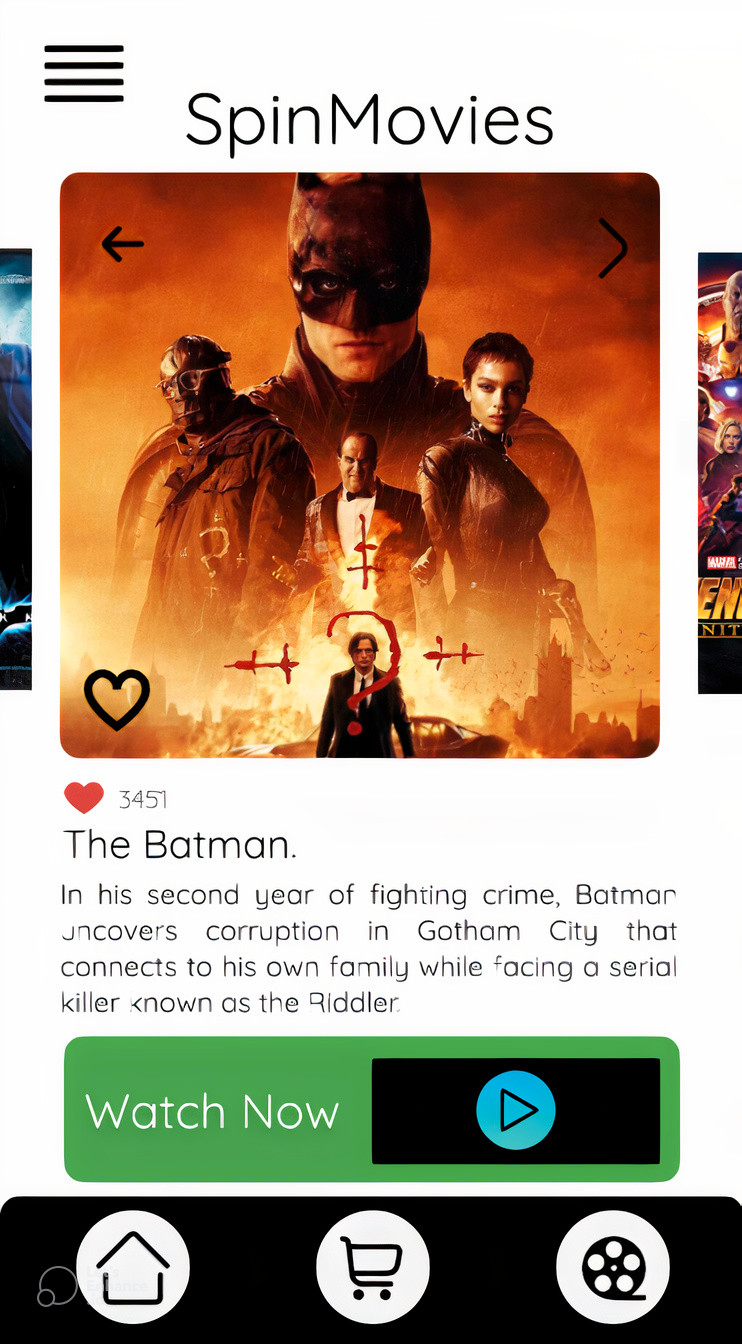 SpinMovies
MARVEL
3451
The Batman.
In his second year of fighting crime, Batman
uncovers corruption in Gotham City that
connects to his own family while facing a serial
killer known as the Riddler.
Watch Now